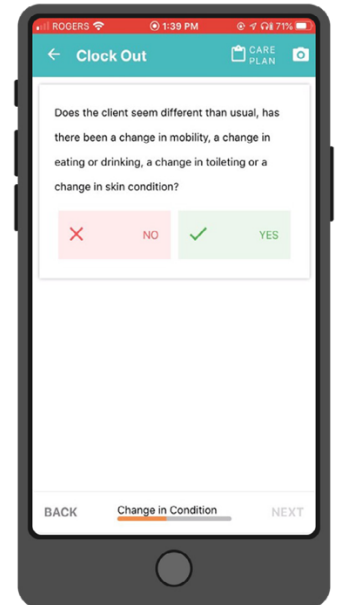 ROGERS 1:39 PM 71%
Clock Out
CARE
PLAN
Does the client seem different than usual, has
there been a change in mobility, a change in
eating or drinking, a change in toileting or a
change in skin condition?
NO YES
BACK Change in Condition NEXT